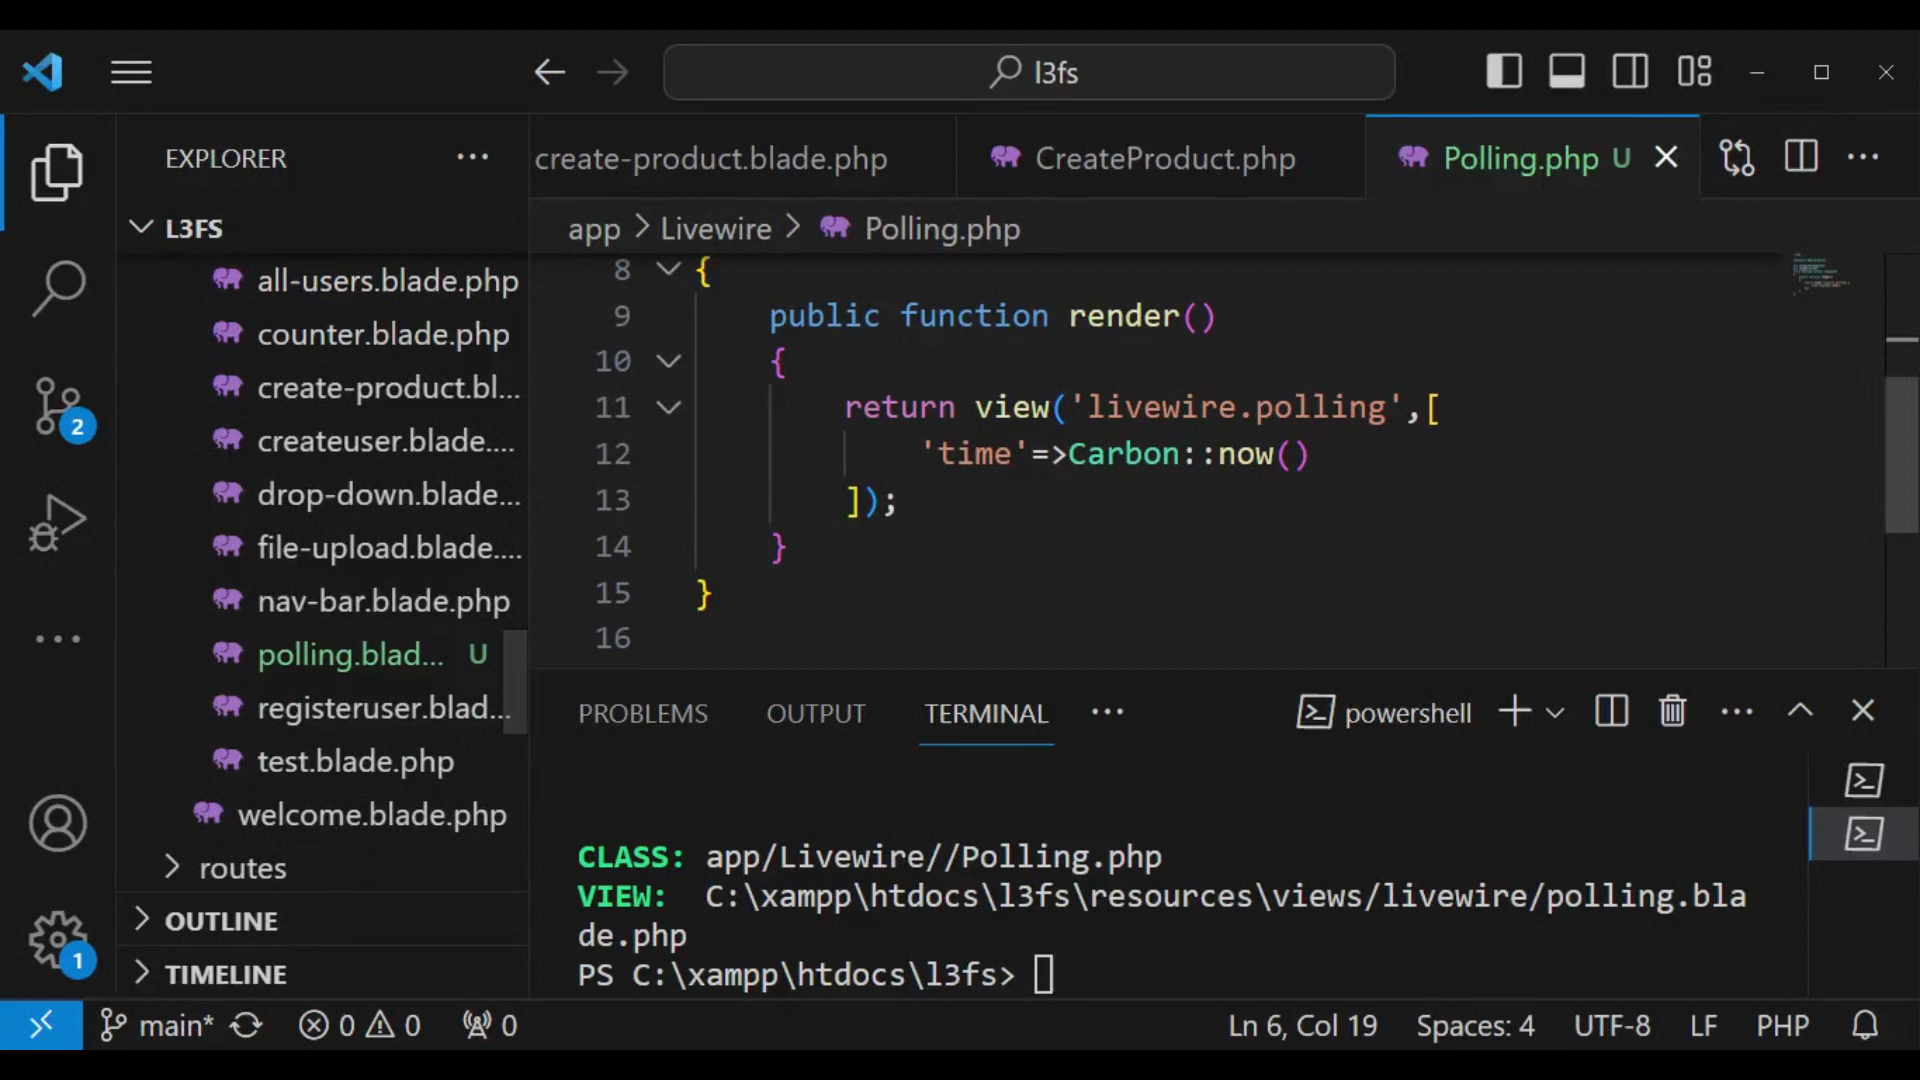 l3fs
EXPLORER
create-product.blade.php
CreateProduct.php
Polling.php U
L3FS
app > Livewire > Polling.php
all-users.blade.php
counter.blade.php
create-product.bl...
createuser.blade....
drop-down.blade...
file-upload.blade....
nav-bar.blade.php
polling.blad... U
registeruser.blad...
test.blade.php
welcome.blade.php
routes
OUTLINE
TIMELINE
8 {
9 public function render()
10 {
11 return view('livewire.polling',[
12 'time'=>Carbon::now()
13 ]);
14 }
15 }
16
PROBLEMS OUTPUT TERMINAL
powershell
CLASS: app/Livewire//Polling.php
VIEW: C:\xampp\htdocs\l3fs\resources\views/livewire/polling.bla
de.php
PS C:\xampp\htdocs\l3fs>
2
1
main* 0 0 0
Ln 6, Col 19 Spaces: 4 UTF-8 LF PHP